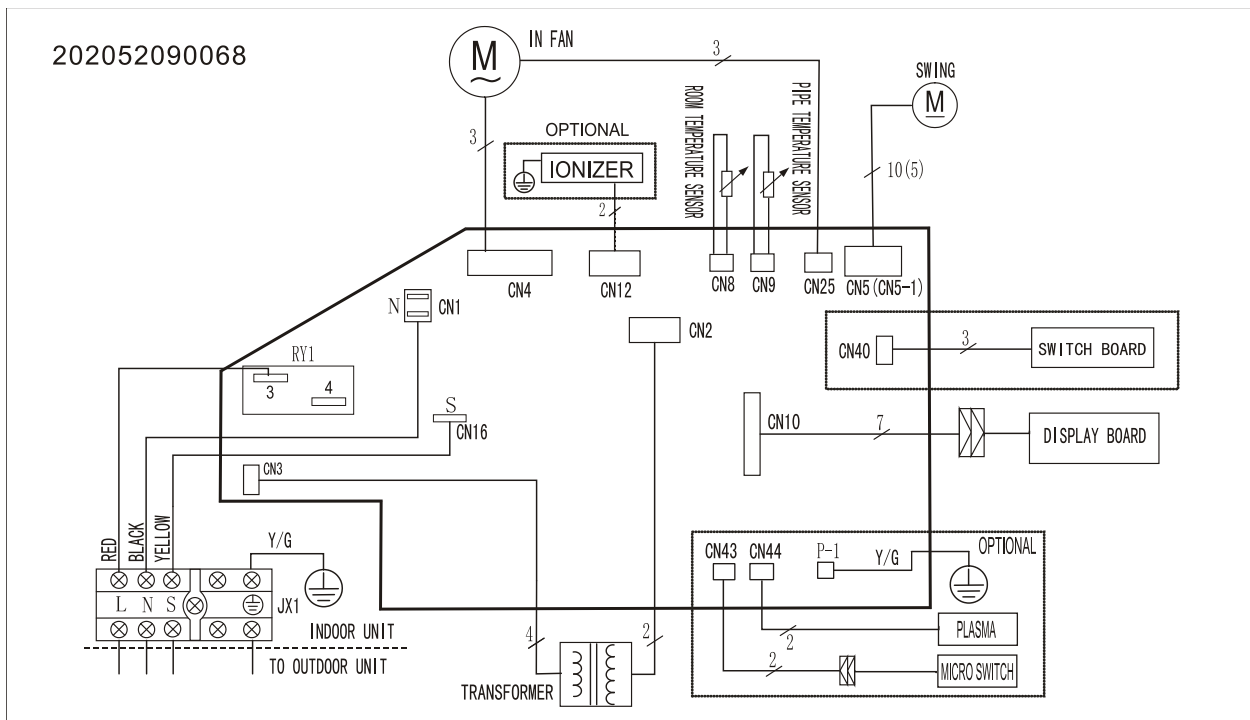 202052090068
M
IN FAN
3
SWING
M
OPTIONAL
IONIZER
3
2
ROOM TEMPERATURE SENSOR
PIPE TEMPERATURE SENSOR
10(5)
CN4
CN12
CN8
CN9
CN25
CN5(CN5-1)
N
CN1
CN2
CN40
3
SWITCH BOARD
RY1
3
4
S
CN16
CN10
7
DISPLAY BOARD
CN3
RED
BLACK
YELLOW
Y/G
L N S
JX1
INDOOR UNIT
TO OUTDOOR UNIT
4
2
TRANSFORMER
CN43
CN44
P-1
Y/G
OPTIONAL
2
PLASMA
2
MICRO SWITCH